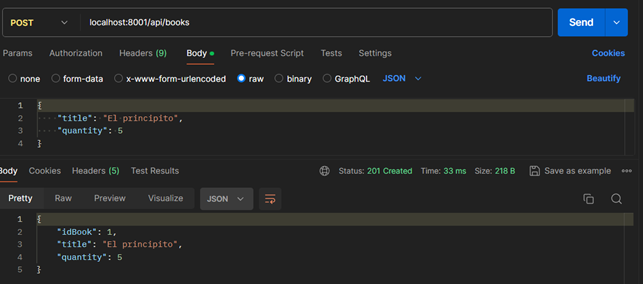 POST localhost:8001/api/books Send
Params Authorization Headers (9) Body Pre-request Script Tests Settings Cookies
none form-data x-www-form-urlencoded raw binary GraphQL JSON Beautify
1 {
2 "title": "El principito",
3 "quantity": 5
4 }
Body Cookies Headers (5) Test Results Status: 201 Created Time: 33 ms Size: 218 B Save as example
Pretty Raw Preview Visualize JSON
1 {
2 "idBook": 1,
3 "title": "El principito",
4 "quantity": 5
5 }